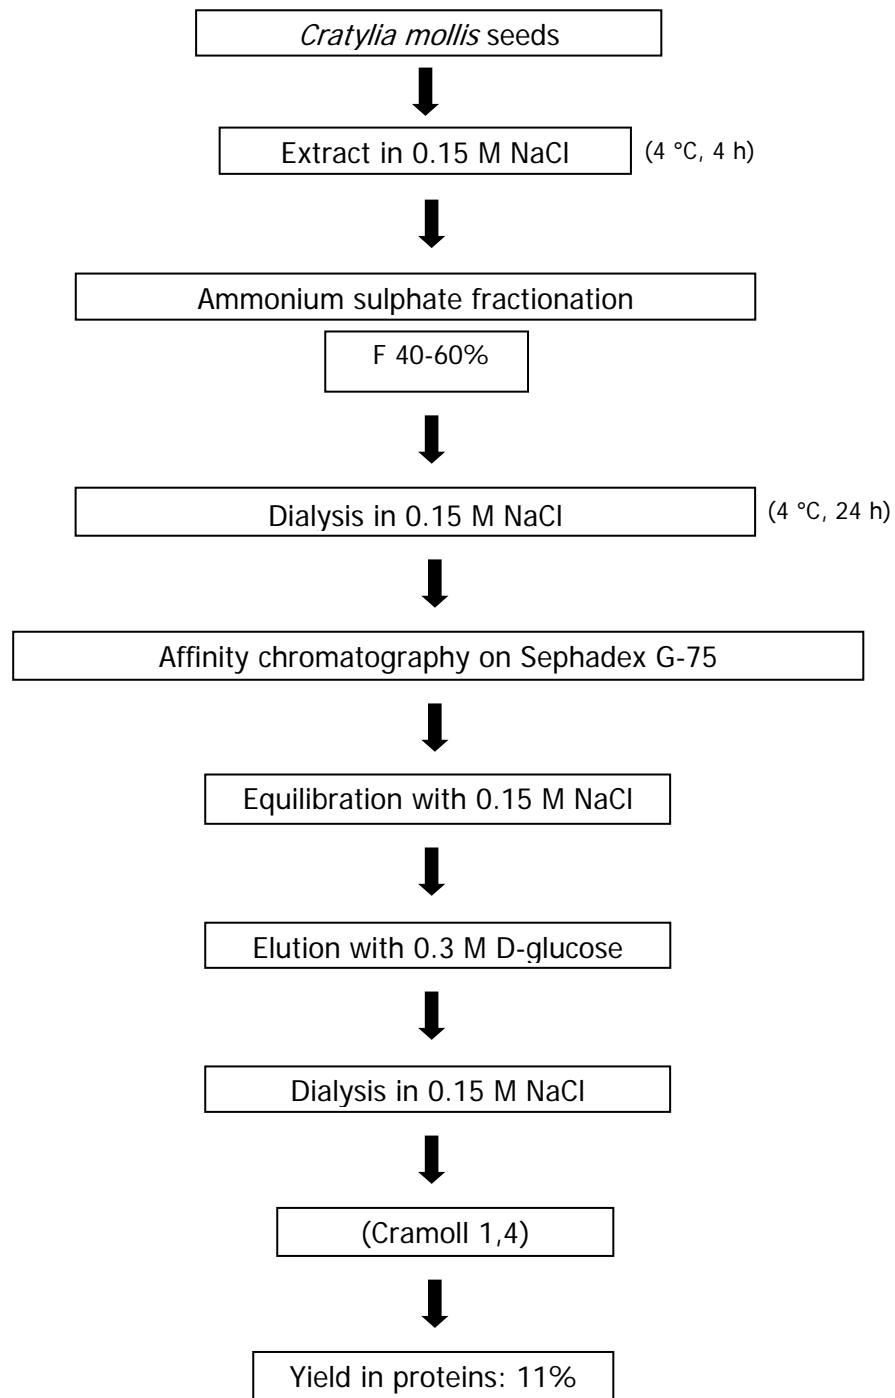 Cratylia mollis seeds
Extract in 0.15 M NaCl (4 °C, 4 h)
Ammonium sulphate fractionation
F 40-60%
Dialysis in 0.15 M NaCl (4 °C, 24 h)
Affinity chromatography on Sephadex G-75
Equilibration with 0.15 M NaCl
Elution with 0.3 M D-glucose
Dialysis in 0.15 M NaCl
(Cramoll 1,4)
Yield in proteins: 11%